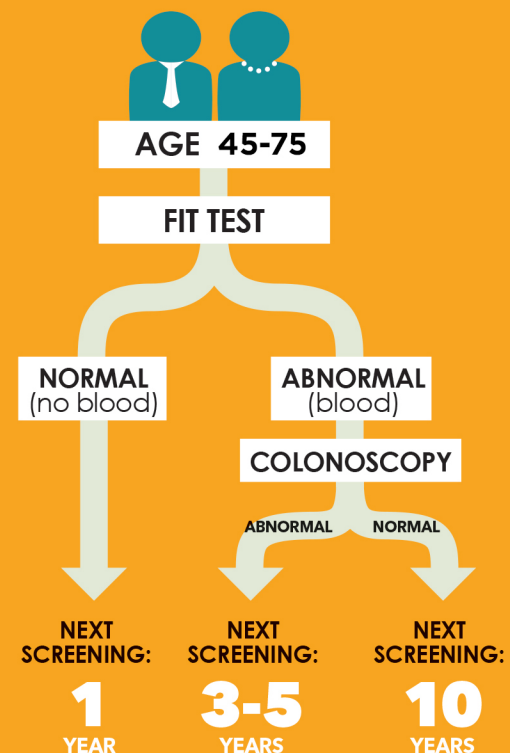 AGE 45-75
FIT TEST
NORMAL
(no blood)
ABNORMAL
(blood)
COLONOSCOPY
ABNORMAL
NORMAL
NEXT
SCREENING:
1
YEAR
NEXT
SCREENING:
3-5
YEARS
NEXT
SCREENING:
10
YEARS